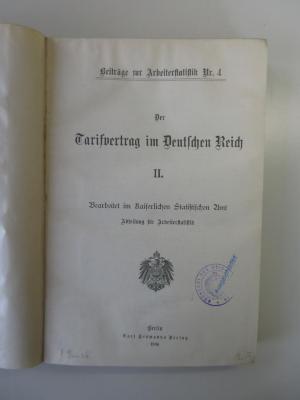 Beiträge zur Arbeiterstatistik Nr. 4
Der
Tarifvertrag im Deutschen Reich
II.
Bearbeitet im Kaiserlichen Statistischen Amt
Abteilung für Arbeiterstatistik
Berlin
Carl Heymanns Verlag
1906